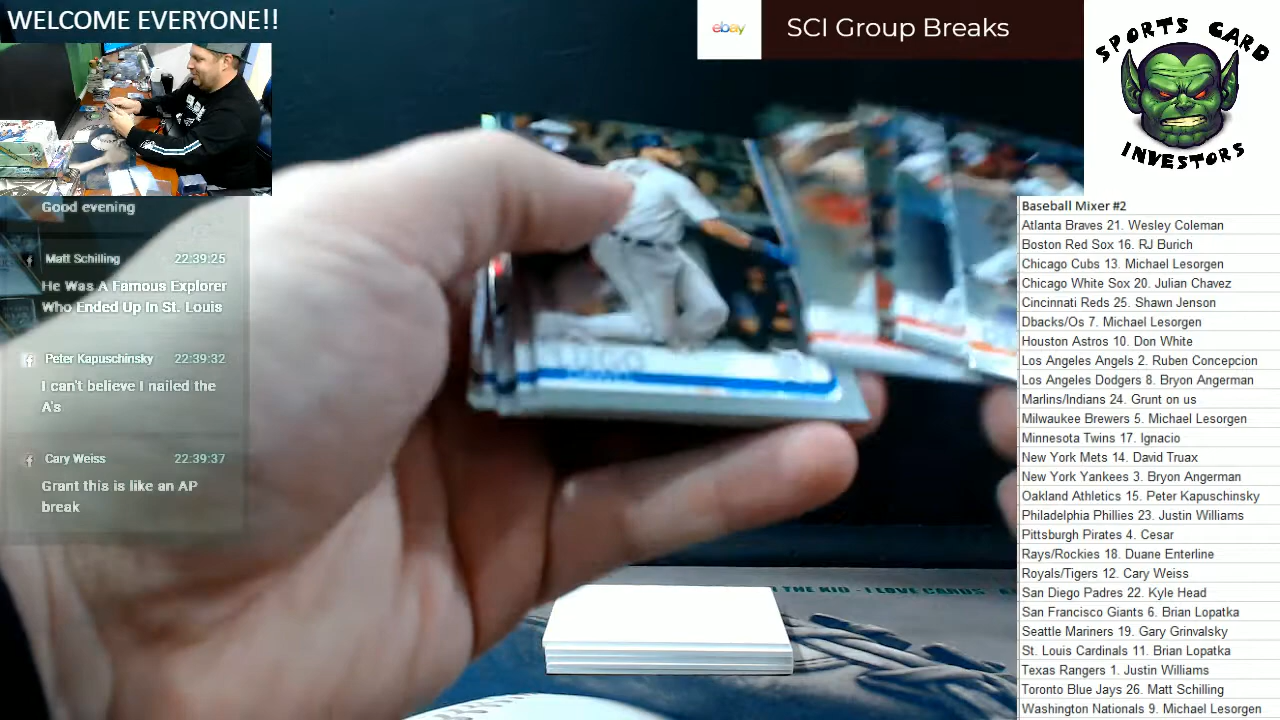 WELCOME EVERYONE!!
ebay
SCI Group Breaks
SPORTS CARD
INVESTORS
Good evening
Matt Schilling 22:39:25
He Was A Famous Explorer
Who Ended Up In St. Louis
Peter Kapuschinsky 22:39:32
I can't believe I nailed the
A's
Cary Weiss 22:39:37
Grant this is like an AP
break
Baseball Mixer #2
Atlanta Braves 21. Wesley Coleman
Boston Red Sox 16. RJ Burich
Chicago Cubs 13. Michael Lesorgen
Chicago White Sox 20. Julian Chavez
Cincinnati Reds 25. Shawn Jenson
Dbacks/Os 7. Michael Lesorgen
Houston Astros 10. Don White
Los Angeles Angels 2. Ruben Concepcion
Los Angeles Dodgers 8. Bryon Angerman
Marlins/Indians 24. Grunt on us
Milwaukee Brewers 5. Michael Lesorgen
Minnesota Twins 17. Ignacio
New York Mets 14. David Truax
New York Yankees 3. Bryon Angerman
Oakland Athletics 15. Peter Kapuschinsky
Philadelphia Phillies 23. Justin Williams
Pittsburgh Pirates 4. Cesar
Rays/Rockies 18. Duane Enterline
Royals/Tigers 12. Cary Weiss
San Diego Padres 22. Kyle Head
San Francisco Giants 6. Brian Lopatka
Seattle Mariners 19. Gary Grinvalsky
St. Louis Cardinals 11. Brian Lopatka
Texas Rangers 1. Justin Williams
Toronto Blue Jays 26. Matt Schilling
Washington Nationals 9. Michael Lesorgen
THE KID - I LOVE CARDS